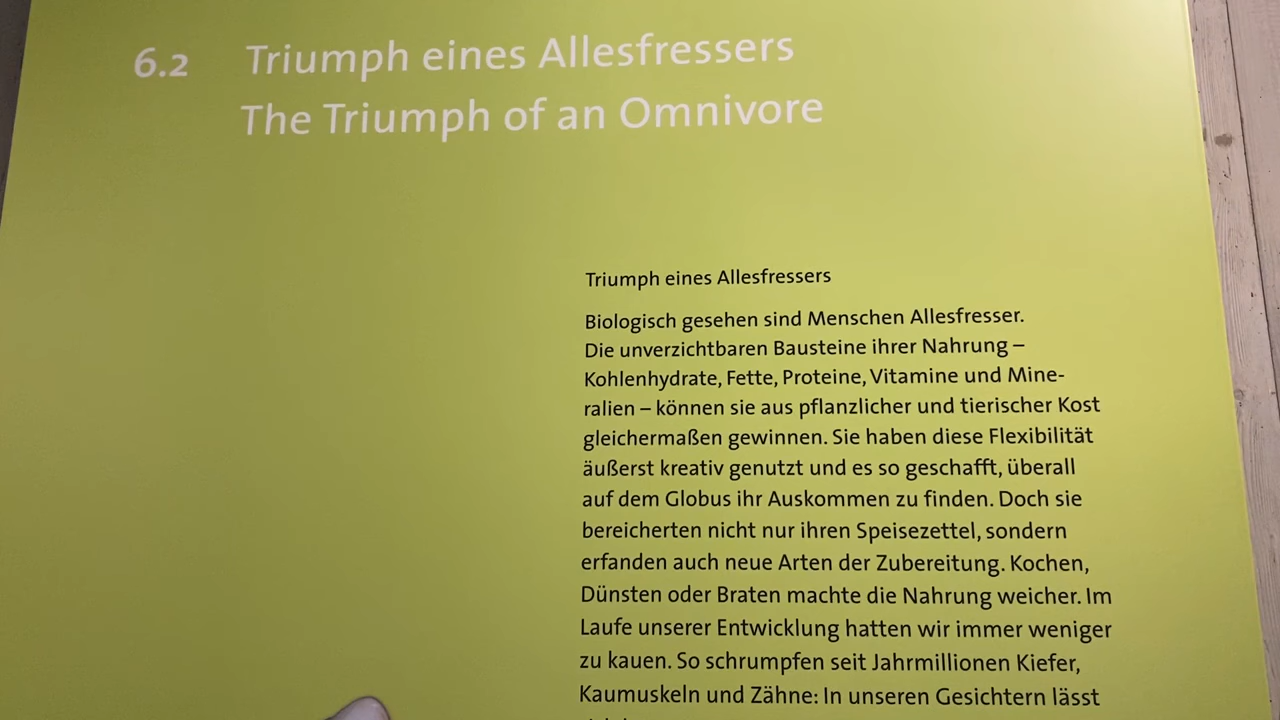 6.2 Triumph eines Allesfressers
The Triumph of an Omnivore
Triumph eines Allesfressers
Biologisch gesehen sind Menschen Allesfresser.
Die unverzichtbaren Bausteine ihrer Nahrung –
Kohlenhydrate, Fette, Proteine, Vitamine und Mine-
ralien – können sie aus pflanzlicher und tierischer Kost
gleichermaßen gewinnen. Sie haben diese Flexibilität
äußerst kreativ genutzt und es so geschafft, überall
auf dem Globus ihr Auskommen zu finden. Doch sie
bereicherten nicht nur ihren Speisezettel, sondern
erfanden auch neue Arten der Zubereitung. Kochen,
Dünsten oder Braten machte die Nahrung weicher. Im
Laufe unserer Entwicklung hatten wir immer weniger
zu kauen. So schrumpfen seit Jahrmillionen Kiefer,
Kaumuskeln und Zähne: In unseren Gesichtern lässt